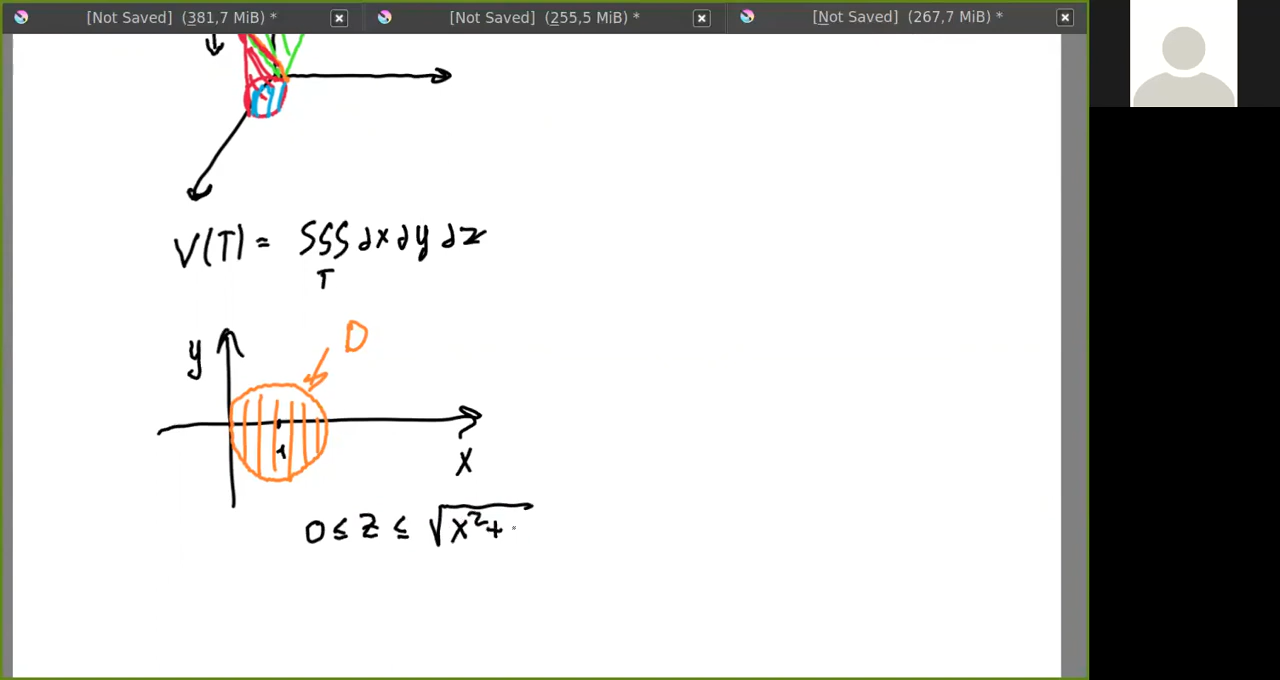 [Not Saved] (381,7 MiB) * [Not Saved] (255,5 MiB) * [Not Saved] (267,7 MiB) *
V(T) = ∫∫∫ dx dy dz
T
D
y
1
x
0 ≤ z ≤ √x²+